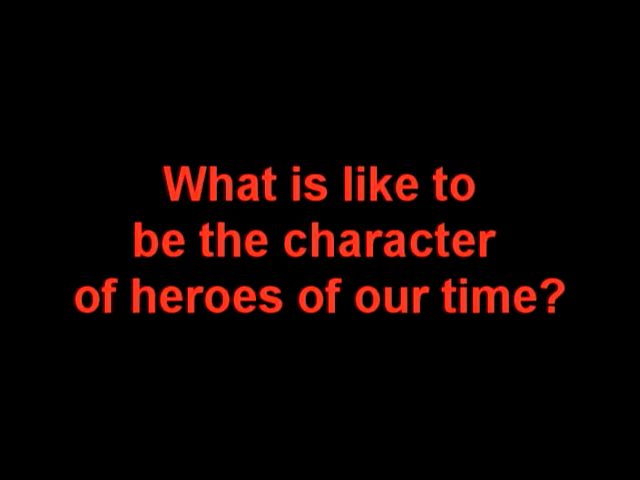 What is like to
be the character
of heroes of our time?